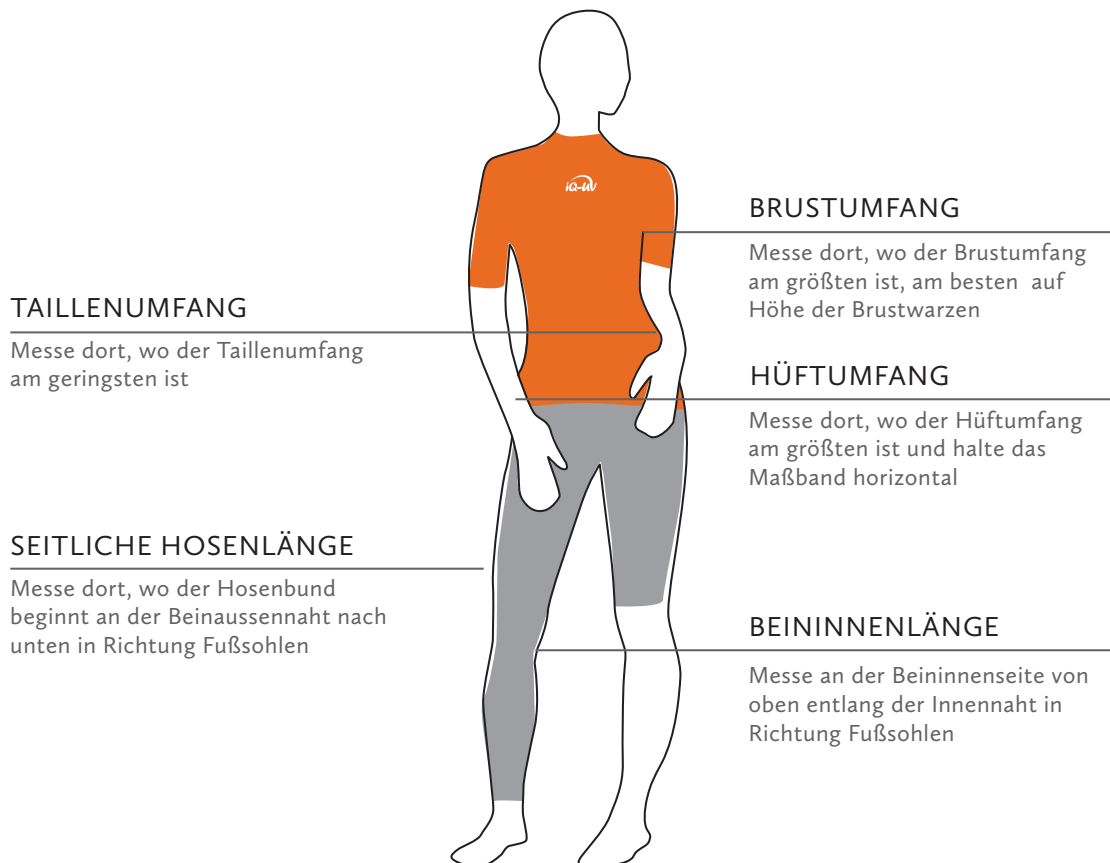 iQ-UV
BRUSTUMFANG
Messe dort, wo der Brustumfang
am größten ist, am besten auf
Höhe der Brustwarzen
TAILLENUMFANG
Messe dort, wo der Taillenumfang
am geringsten ist
HÜFTUMFANG
Messe dort, wo der Hüftumfang
am größten ist und halte das
Maßband horizontal
SEITLICHE HOSENLÄNGE
Messe dort, wo der Hosenbund
beginnt an der Beinaussennaht nach
unten in Richtung Fußsohlen
BEININNENLÄNGE
Messe an der Beininnenseite von
oben entlang der Innennaht in
Richtung Fußsohlen